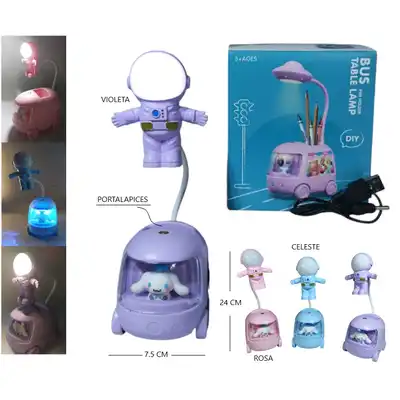 VIOLETA
PORTALAPICES
7.5 CM
3+AGES
BUS
TABLE LAMP
DIY
CELESTE
24 CM
ROSA